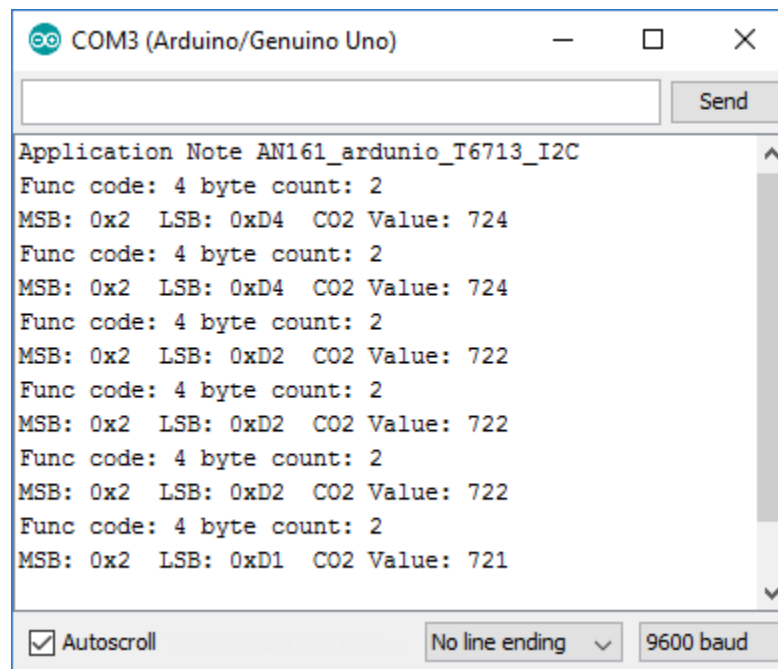 COM3 (Arduino/Genuino Uno)
Send
Application Note AN161_ardunio_T6713_I2C
Func code: 4 byte count: 2
MSB: 0x2  LSB: 0xD4  CO2 Value: 724
Func code: 4 byte count: 2
MSB: 0x2  LSB: 0xD4  CO2 Value: 724
Func code: 4 byte count: 2
MSB: 0x2  LSB: 0xD2  CO2 Value: 722
Func code: 4 byte count: 2
MSB: 0x2  LSB: 0xD2  CO2 Value: 722
Func code: 4 byte count: 2
MSB: 0x2  LSB: 0xD2  CO2 Value: 722
Func code: 4 byte count: 2
MSB: 0x2  LSB: 0xD1  CO2 Value: 721
Autoscroll No line ending 9600 baud